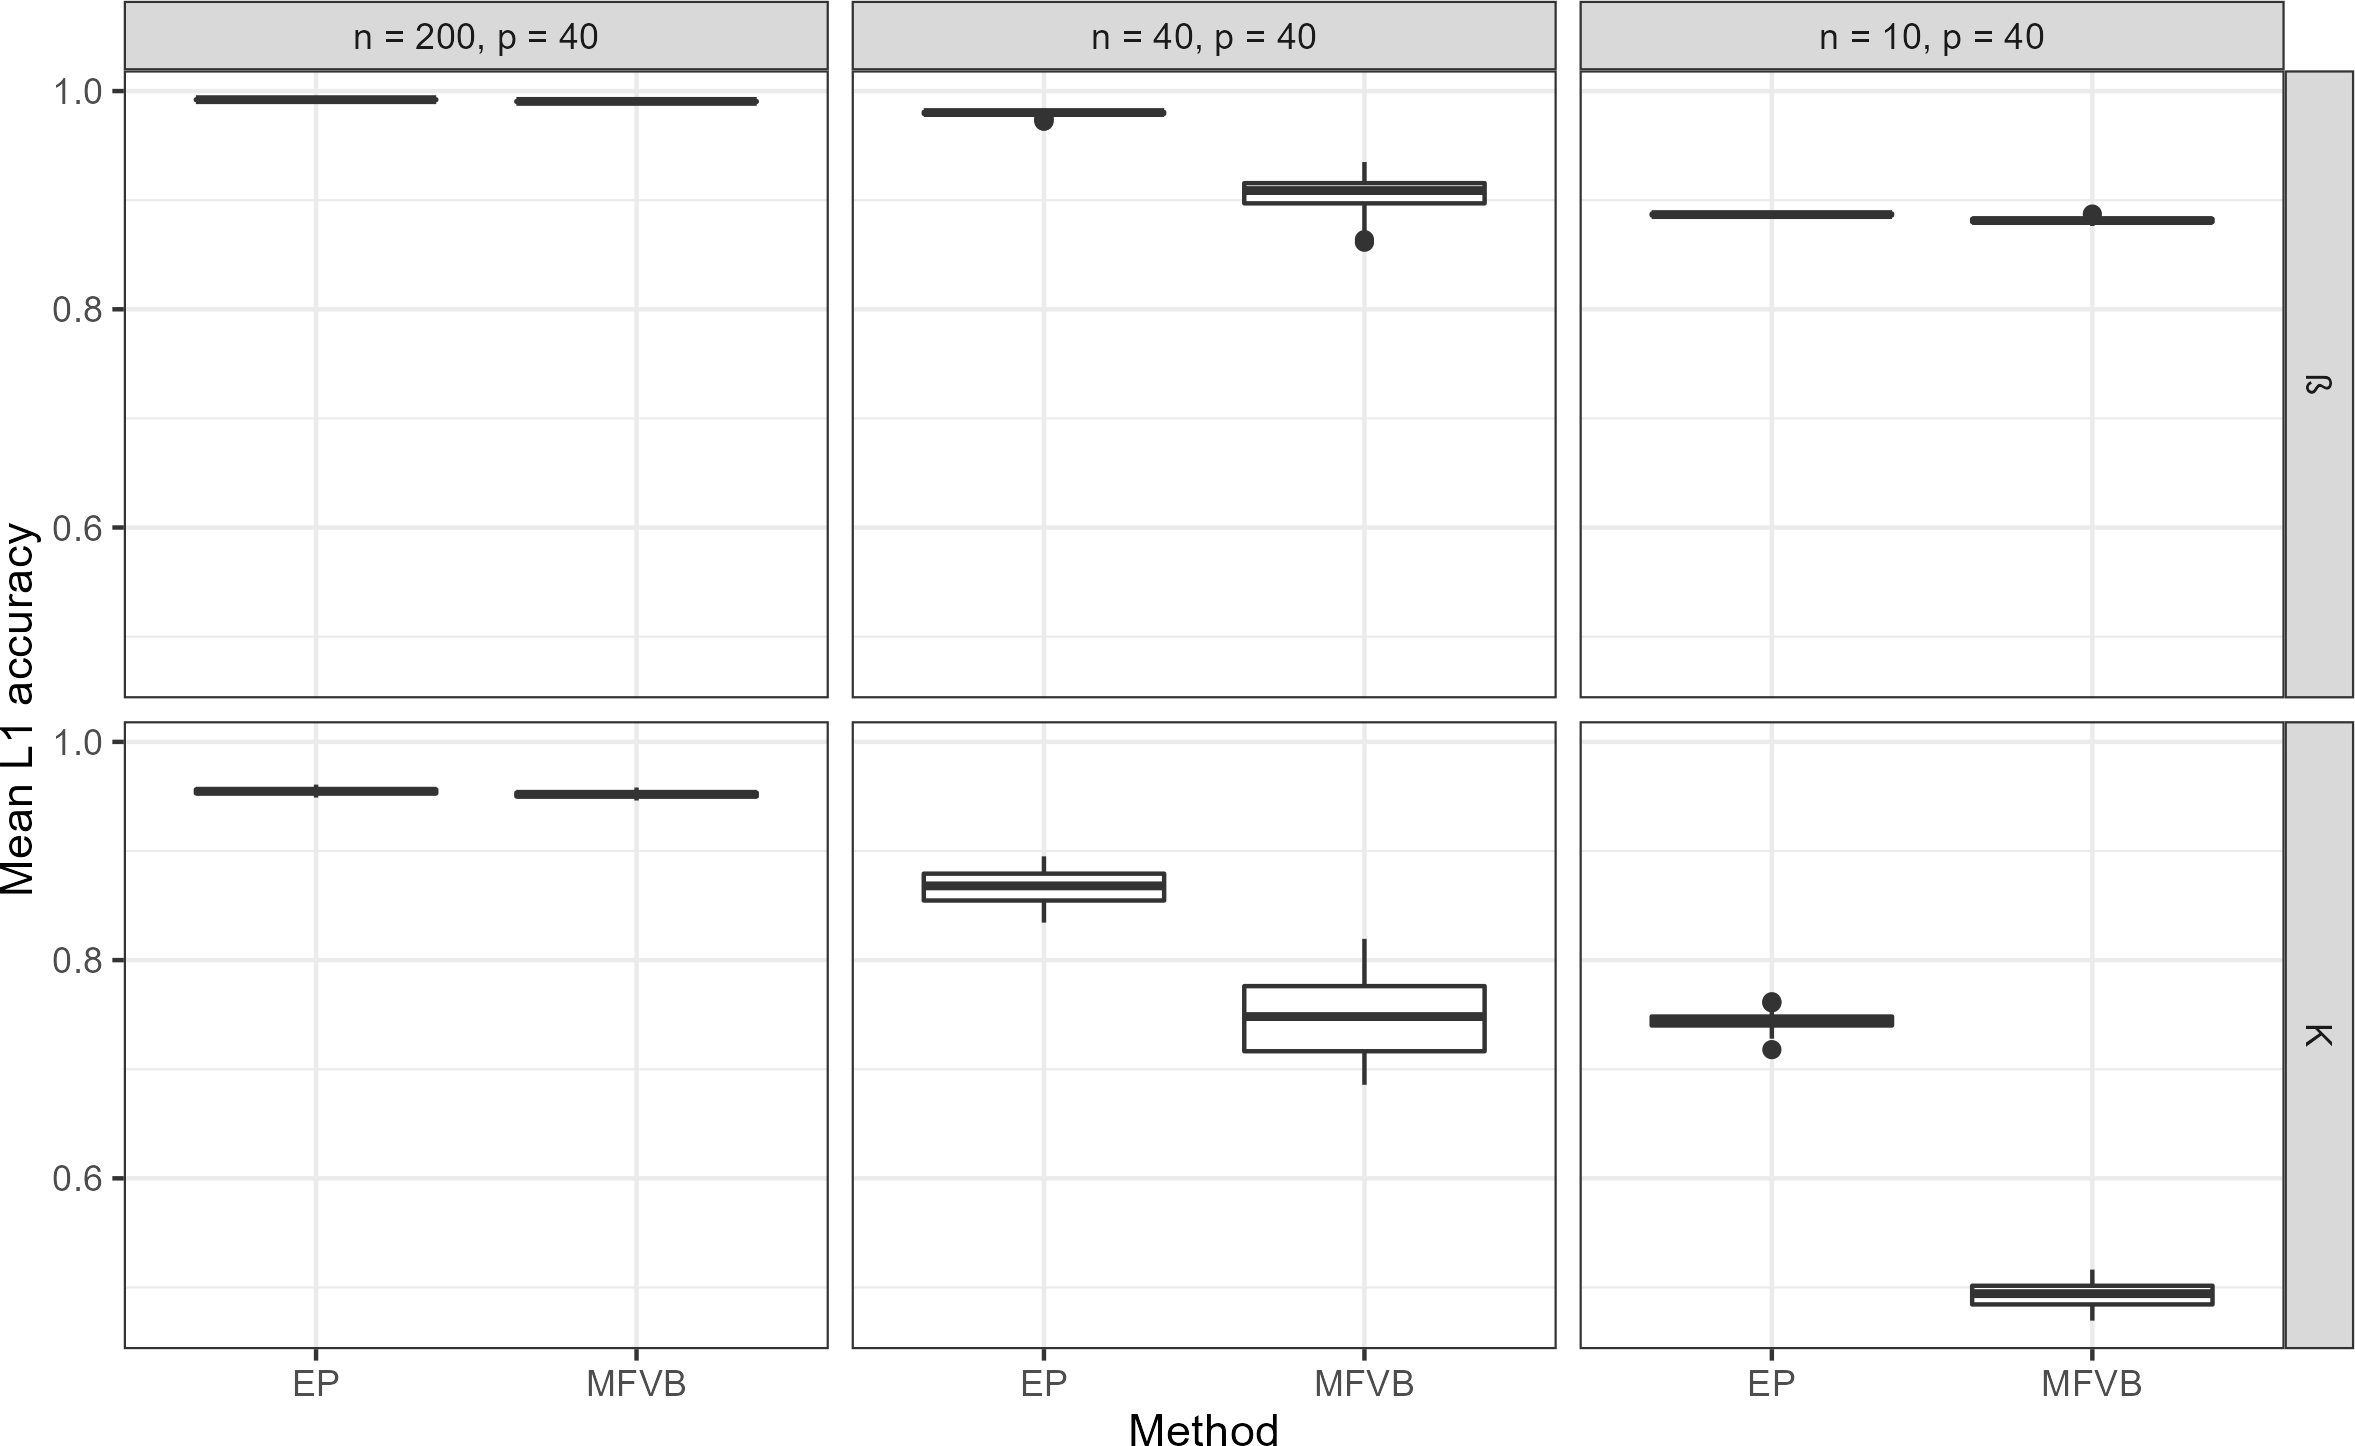 n = 200, p = 40
n = 40, p = 40
n = 10, p = 40
1.0
0.8
0.6
ß
Mean L1 accuracy
1.0
0.8
0.6
κ
EP
MFVB
EP
MFVB
EP
MFVB
Method